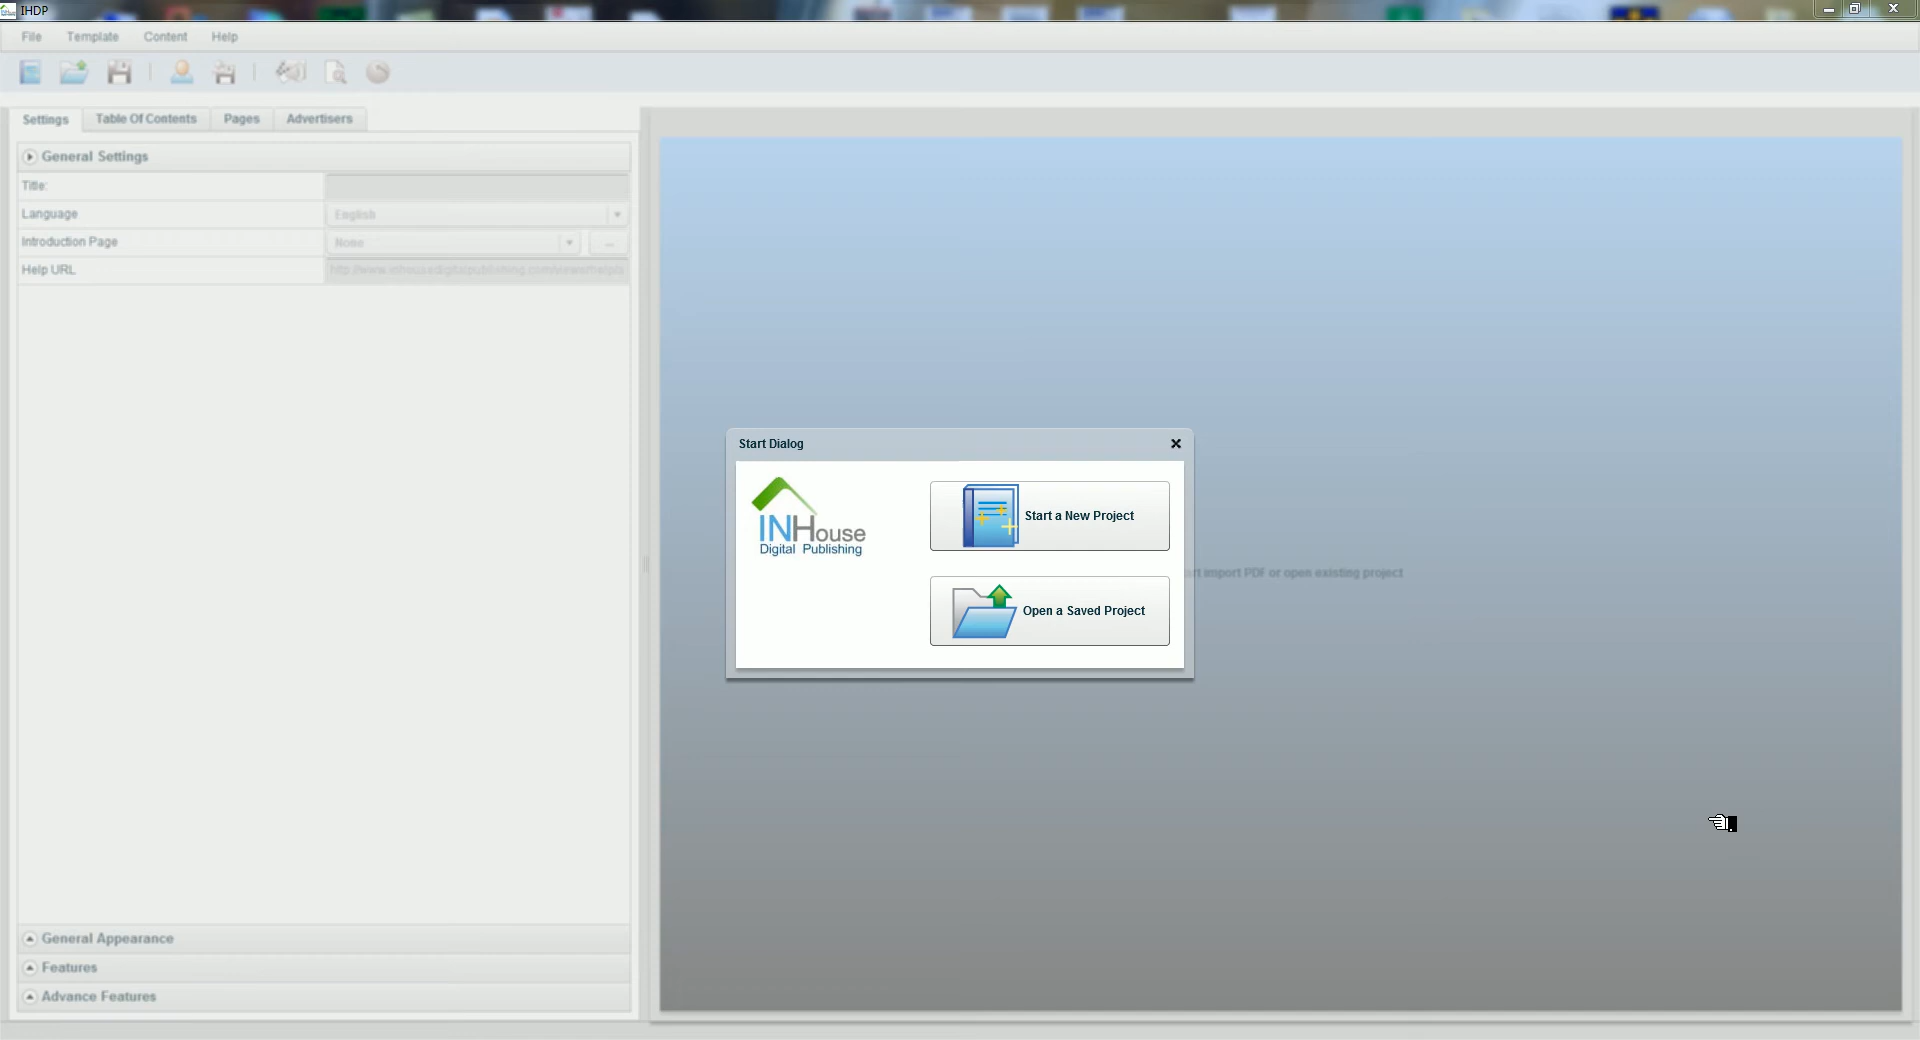 IHDP
File Template Content Help
Settings Table Of Contents Pages Advertisers
General Settings
Title:
Language English
Introduction Page None ...
Help URL
Start Dialog
INHouse
Digital Publishing
Start a New Project
import PDF or open existing project
Open a Saved Project
General Appearance
Features
Advance Features